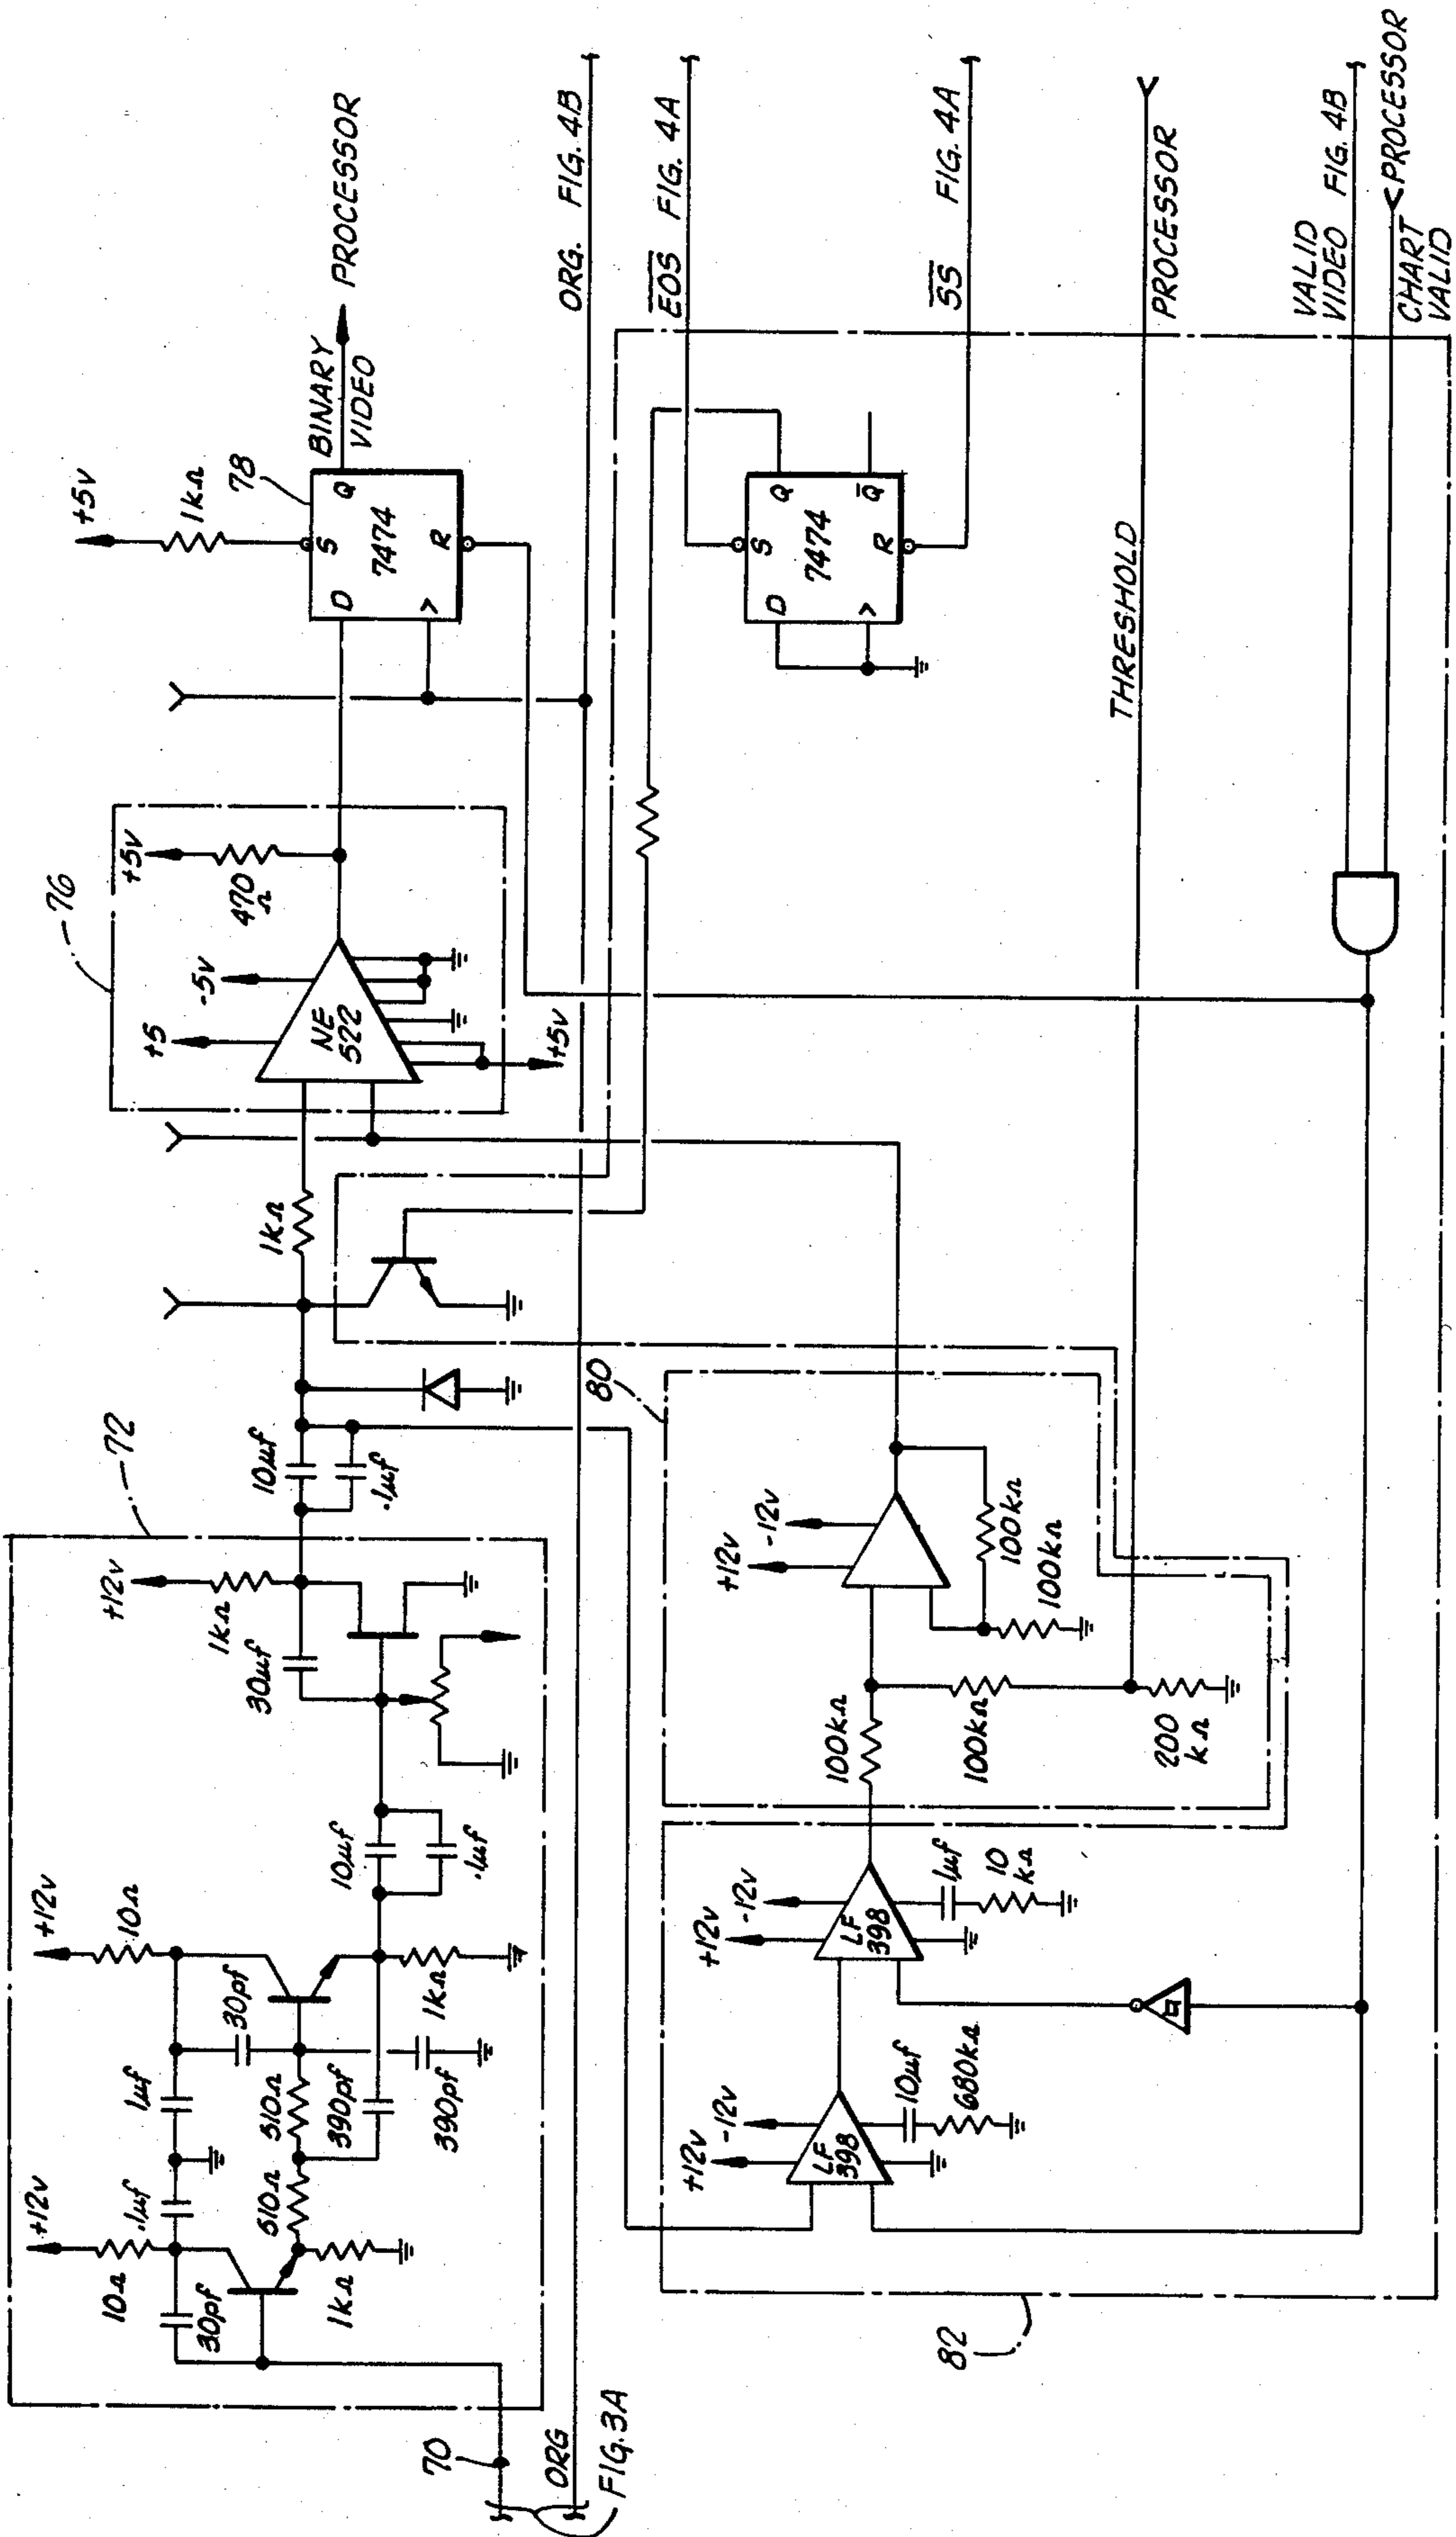 72
+12v
+12v
+12v
10Ω
.1µf
1µf
10Ω
30pf
30pf
510Ω
510Ω
390pf
390pf
1kΩ
1kΩ
10µf
.1µf
30µf
1kΩ
10µf
.1µf
70
ORG
FIG.3A
1kΩ
76
+5
-5v
+5v
470
Ω
NE
522
+5v
+5v
1kΩ
78
D
S
Q
7474
R
BINARY
VIDEO
PROCESSOR
ORG. FIG. 4B
EOS FIG. 4A
SS FIG. 4A
D
S
Q
7474
Q
R
THRESHOLD
PROCESSOR
VALID
VIDEO FIG. 4B
CHART
VALID
PROCESSOR
80
+12v
-12v
100kΩ
100kΩ
100kΩ
100kΩ
200
kΩ
82
+12v
-12v
LF
398
10µf
680kΩ
+12v
-12v
LF
398
1µf
10
kΩ